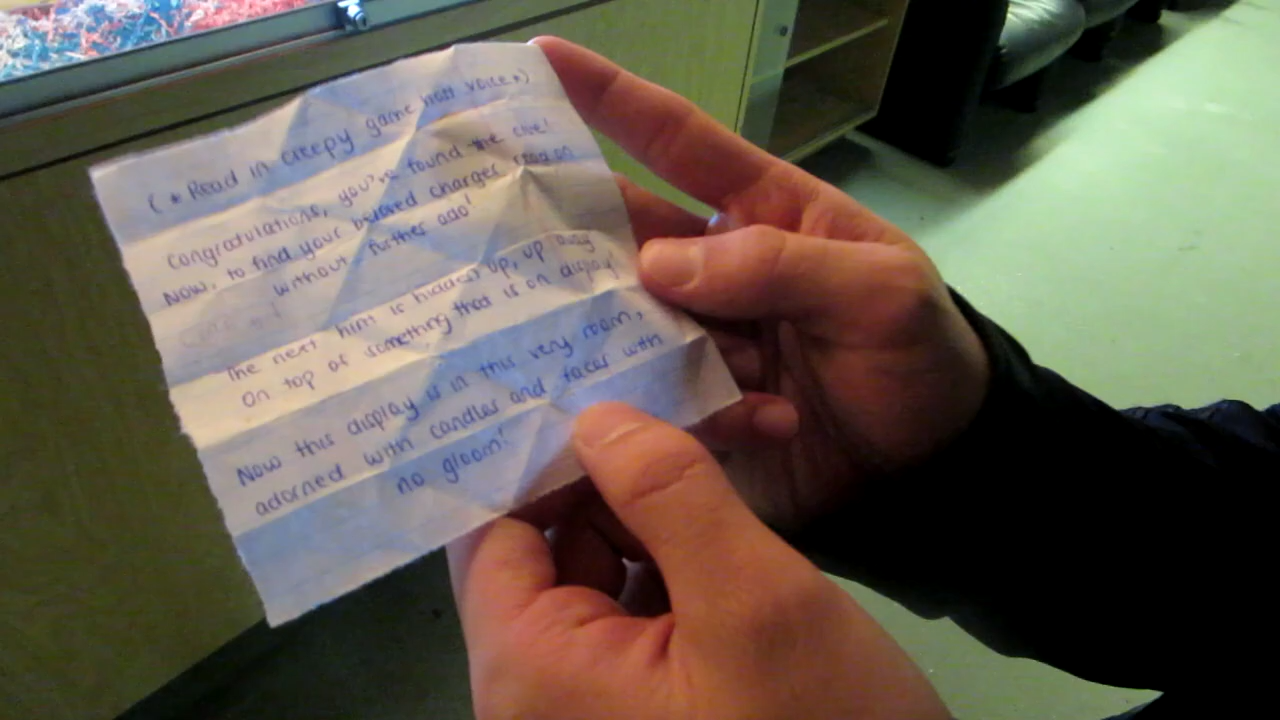 (*Read in creepy game host voice*)
Congratulations, you've found the clue!
Now, to find your beloved charger read on
without further ado!
The next hint is hidden up, up away
On top of something that is on display!
Now this display is in this very room,
adorned with candles and faces with
no gloom!